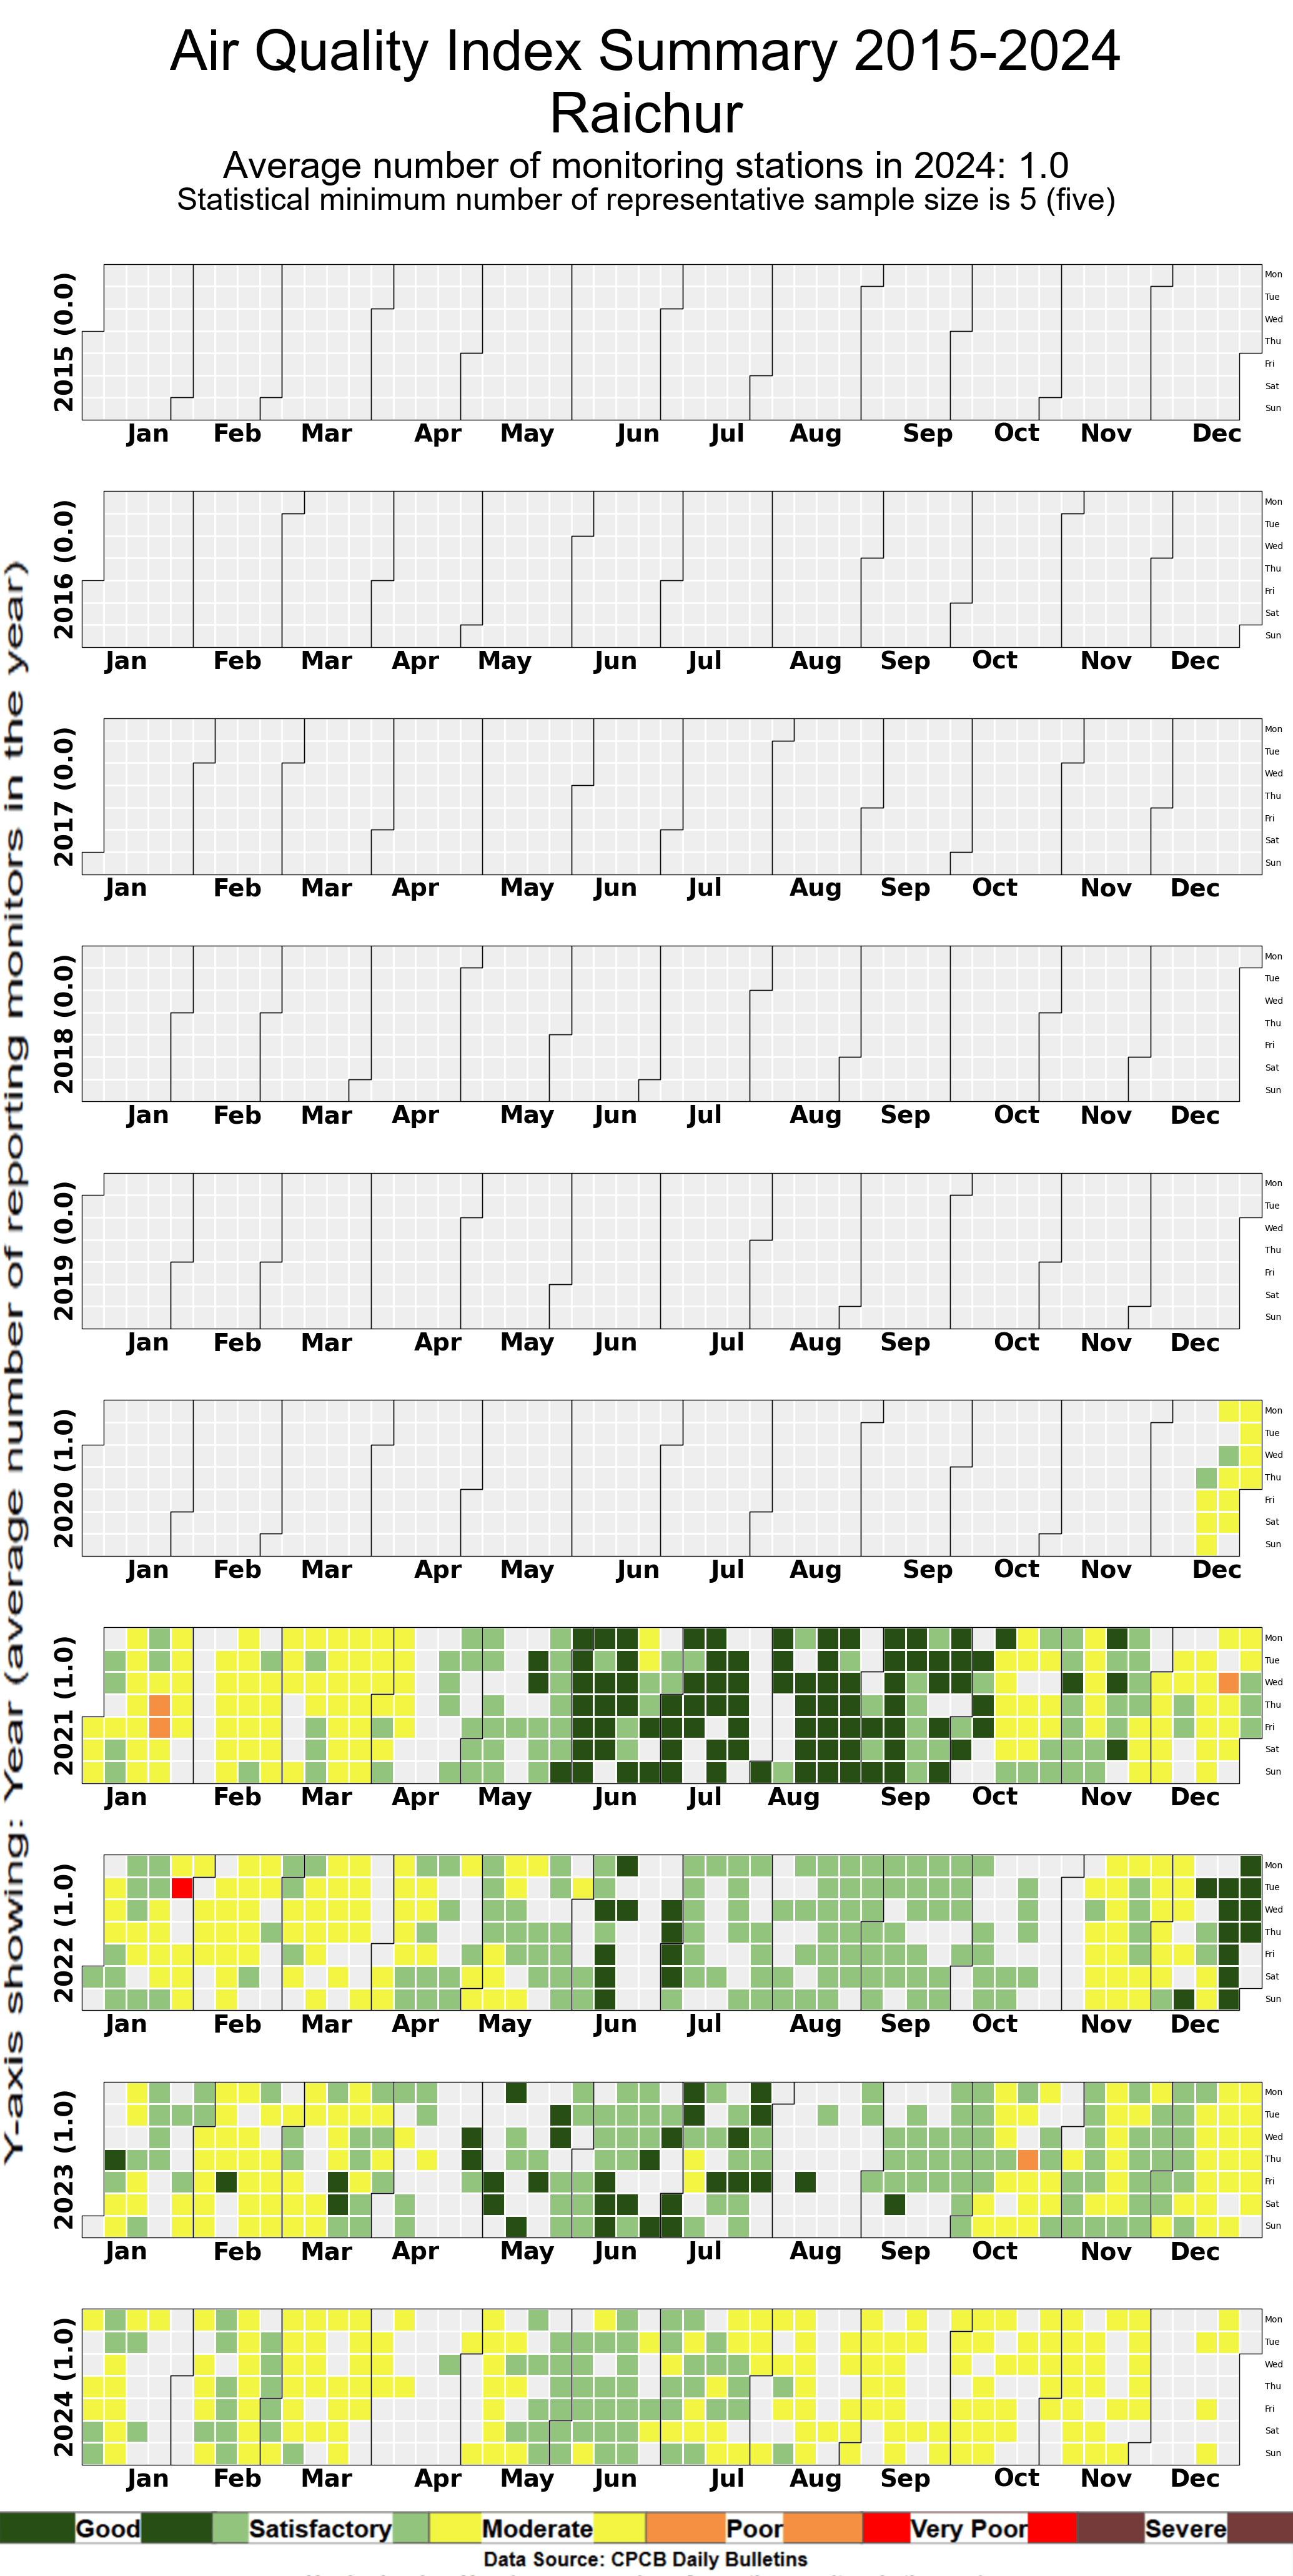 Air Quality Index Summary 2015-2024
Raichur
Average number of monitoring stations in 2024: 1.0
Statistical minimum number of representative sample size is 5 (five)
Y-axis showing: Year (average number of reporting monitors in the year)
2015 (0.0)
Mon
Tue
Wed
Thu
Fri
Sat
Sun
Jan Feb Mar Apr May Jun Jul Aug Sep Oct Nov Dec
2016 (0.0)
Mon
Tue
Wed
Thu
Fri
Sat
Sun
Jan Feb Mar Apr May Jun Jul Aug Sep Oct Nov Dec
2017 (0.0)
Mon
Tue
Wed
Thu
Fri
Sat
Sun
Jan Feb Mar Apr May Jun Jul Aug Sep Oct Nov Dec
2018 (0.0)
Mon
Tue
Wed
Thu
Fri
Sat
Sun
Jan Feb Mar Apr May Jun Jul Aug Sep Oct Nov Dec
2019 (0.0)
Mon
Tue
Wed
Thu
Fri
Sat
Sun
Jan Feb Mar Apr May Jun Jul Aug Sep Oct Nov Dec
2020 (1.0)
Mon
Tue
Wed
Thu
Fri
Sat
Sun
Jan Feb Mar Apr May Jun Jul Aug Sep Oct Nov Dec
2021 (1.0)
Mon
Tue
Wed
Thu
Fri
Sat
Sun
Jan Feb Mar Apr May Jun Jul Aug Sep Oct Nov Dec
2022 (1.0)
Mon
Tue
Wed
Thu
Fri
Sat
Sun
Jan Feb Mar Apr May Jun Jul Aug Sep Oct Nov Dec
2023 (1.0)
Mon
Tue
Wed
Thu
Fri
Sat
Sun
Jan Feb Mar Apr May Jun Jul Aug Sep Oct Nov Dec
2024 (1.0)
Mon
Tue
Wed
Thu
Fri
Sat
Sun
Jan Feb Mar Apr May Jun Jul Aug Sep Oct Nov Dec
Good Satisfactory Moderate Poor Very Poor Severe
Data Source: CPCB Daily Bulletins